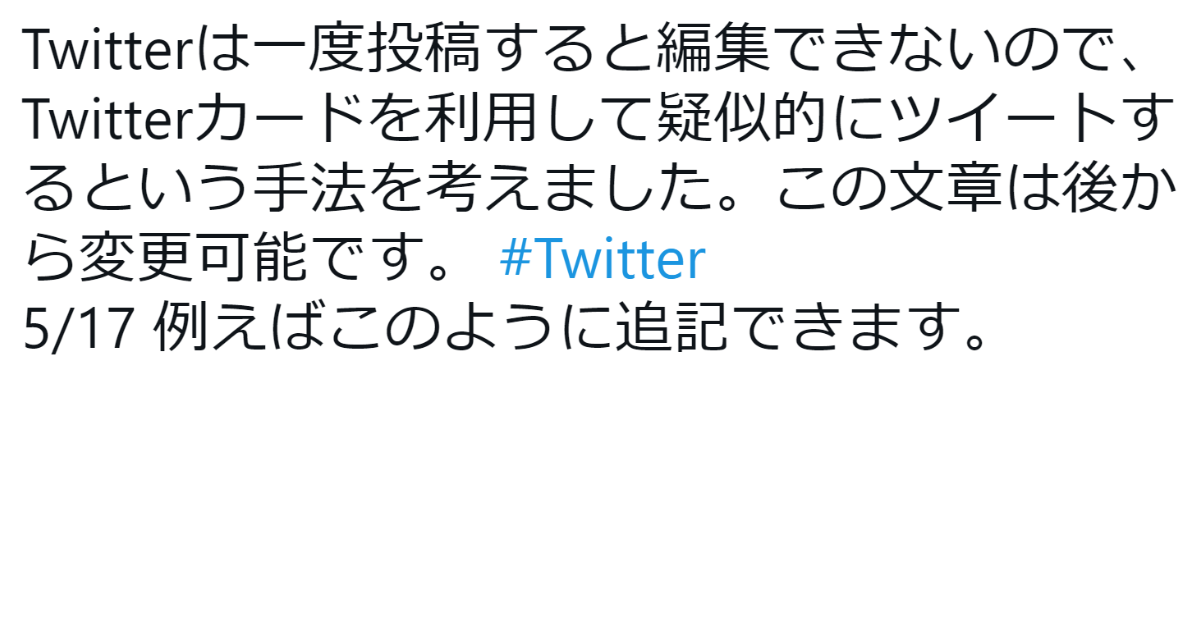 Twitterは一度投稿すると編集できないので、
Twitterカードを利用して疑似的にツイートす
るという手法を考えました。この文章は後か
ら変更可能です。 #Twitter
5/17 例えばこのように追記できます。